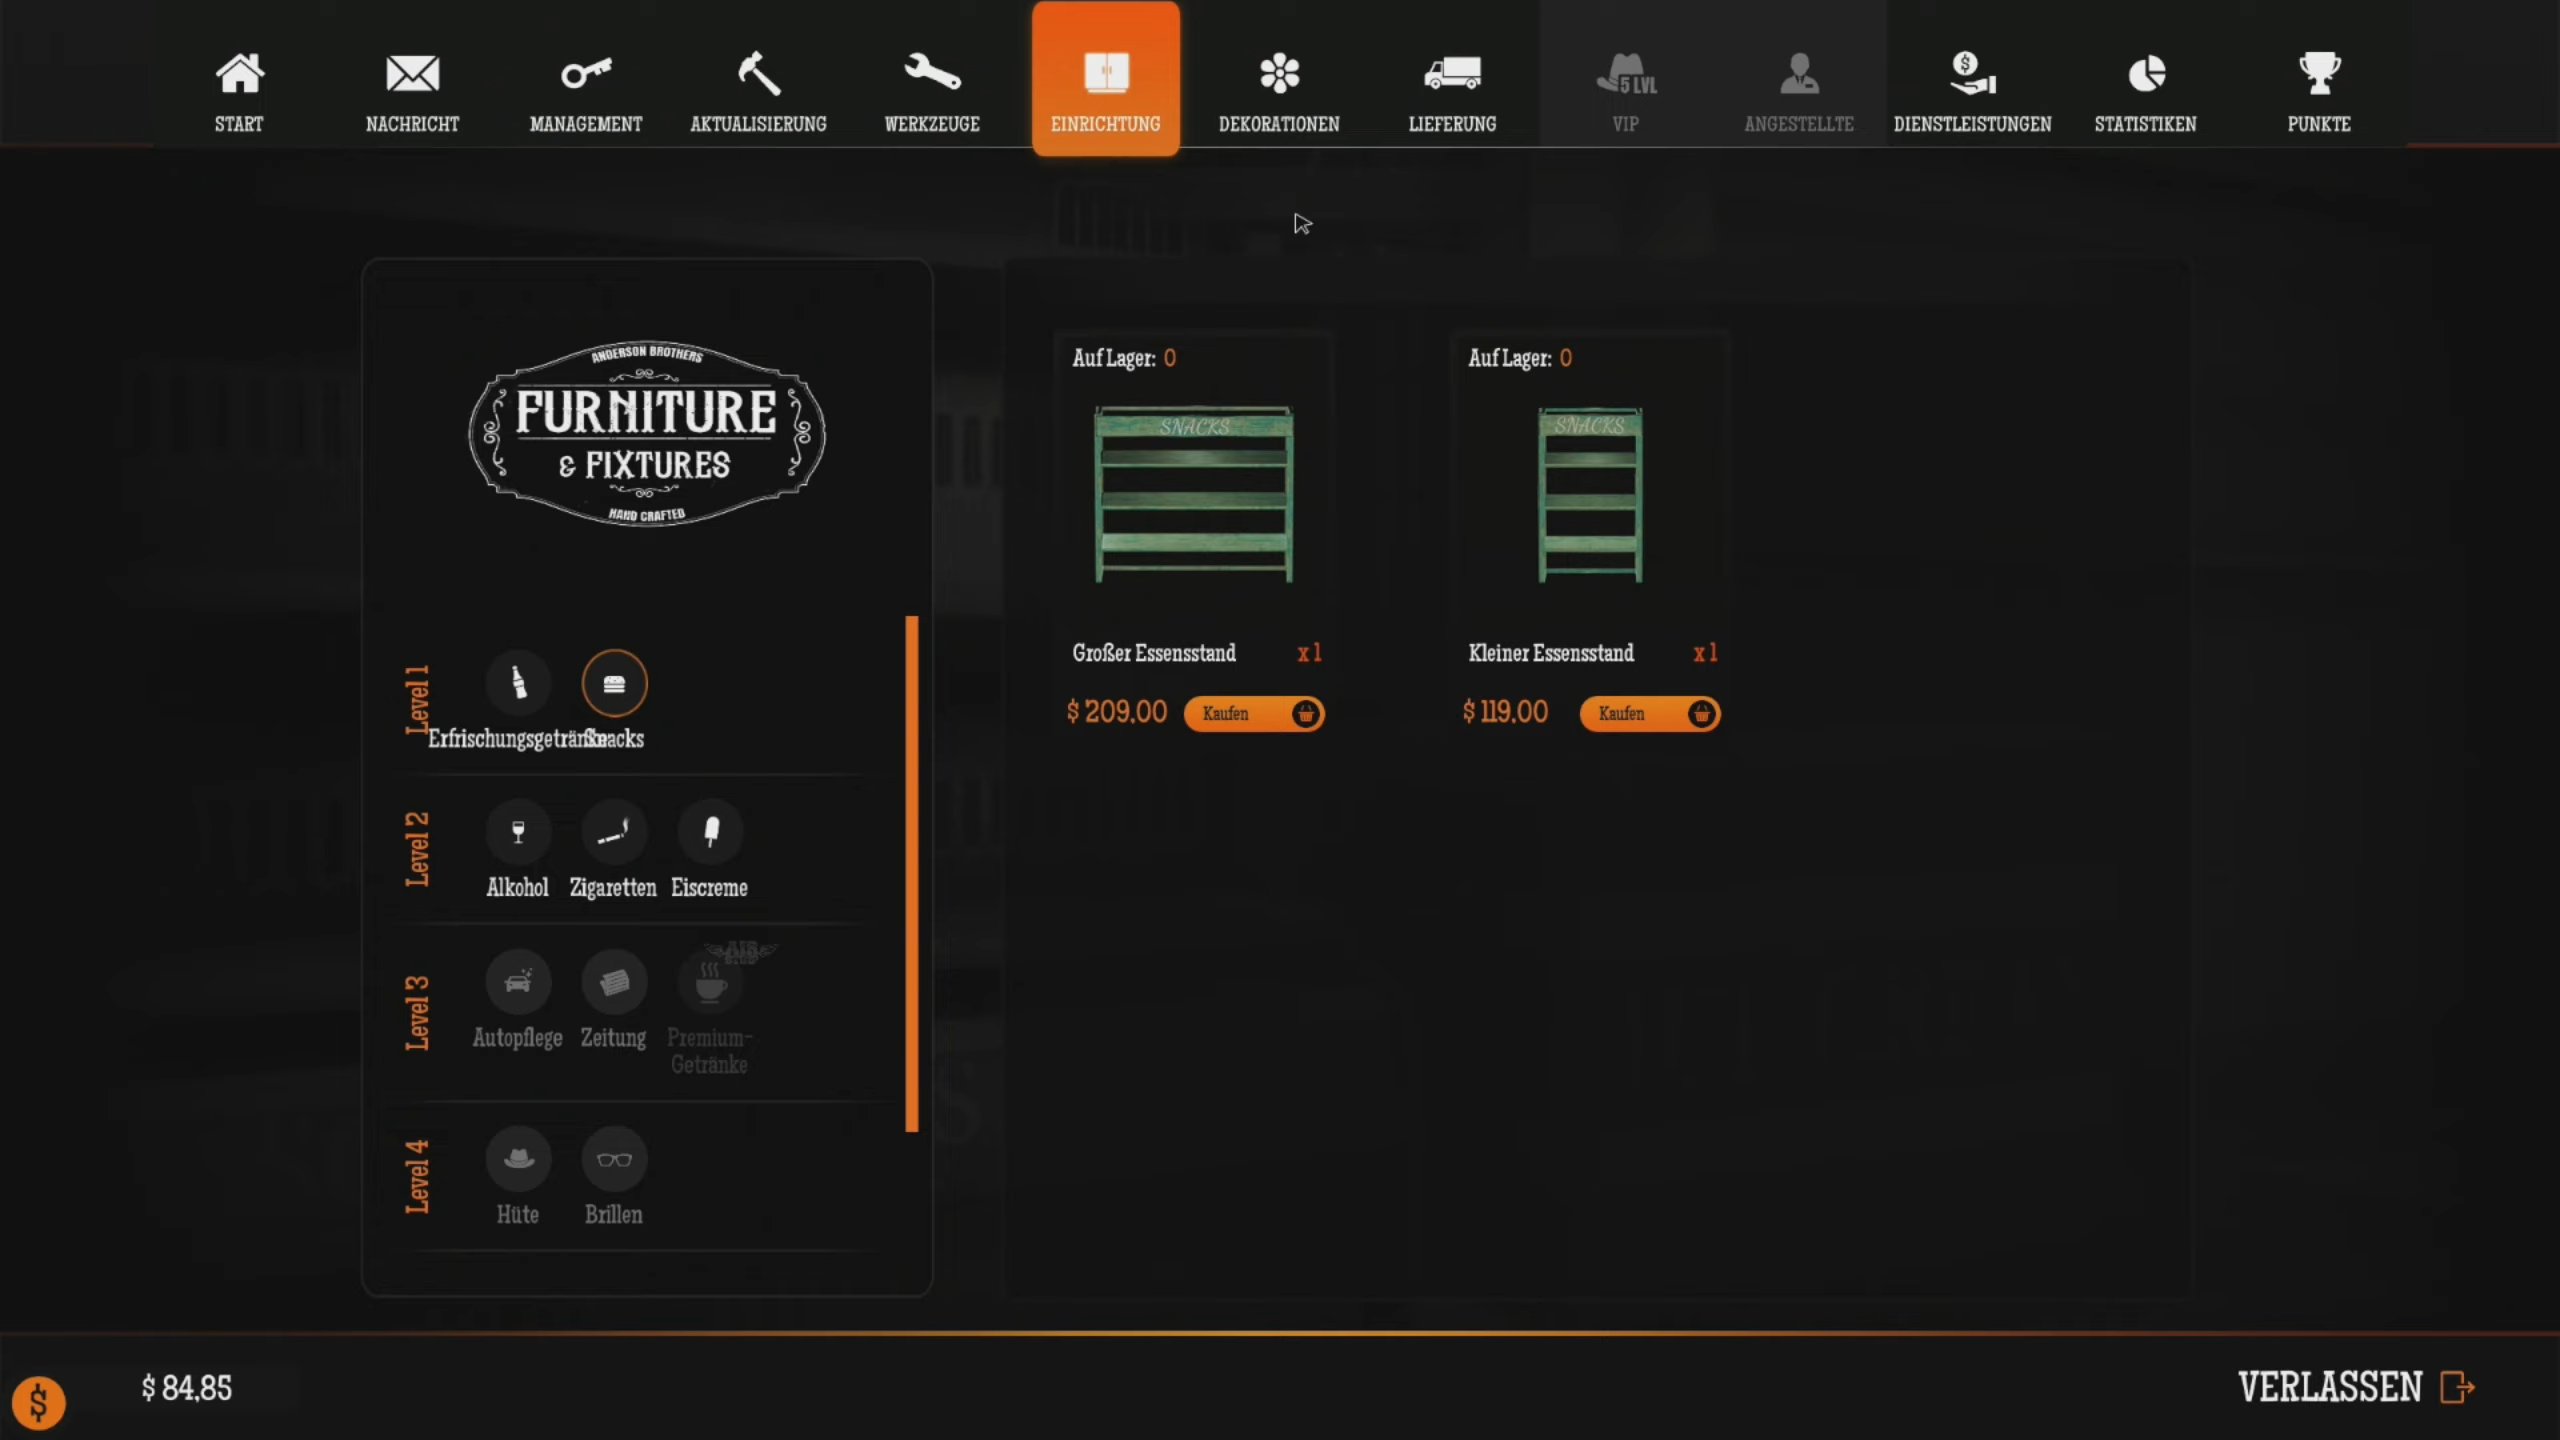 START
NACHRICHT
MANAGEMENT
AKTUALISIERUNG
WERKZEUGE
EINRICHTUNG
DEKORATIONEN
LIEFERUNG
5 LVL
VIP
ANGESTELLTE
DIENSTLEISTUNGEN
STATISTIKEN
PUNKTE
ANDERSON BROTHERS
FURNITURE
& FIXTURES
HAND CRAFTED
Level 1
Erfrischungsgetränke
Snacks
Level 2
Alkohol
Zigaretten
Eiscreme
Level 3
Autopflege
Zeitung
Premium-
Getränke
Level 4
Hüte
Brillen
Auf Lager: 0
SNACKS
Großer Essensstand x 1
$ 209,00 Kaufen
Auf Lager: 0
SNACKS
Kleiner Essensstand x 1
$ 119,00 Kaufen
$ 84,85
VERLASSEN